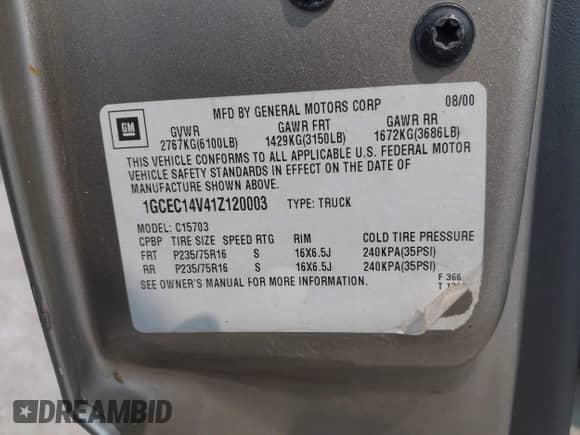 MFD BY GENERAL MOTORS CORP 08/00
GM
GVWR GAWR FRT GAWR RR
2767KG(6100LB) 1429KG(3150LB) 1672KG(3686LB)
THIS VEHICLE CONFORMS TO ALL APPLICABLE U.S. FEDERAL MOTOR
VEHICLE SAFETY STANDARDS IN EFFECT ON THE DATE OF
MANUFACTURE SHOWN ABOVE.
1GCEC14V41Z120003 TYPE: TRUCK
MODEL: C15703
CPBP TIRE SIZE SPEED RTG RIM COLD TIRE PRESSURE
FRT P235/75R16 S 16X6.5J 240KPA(35PSI)
RR P235/75R16 S 16X6.5J 240KPA(35PSI)
SEE OWNER'S MANUAL FOR MORE INFORMATION.
F 366
DREAMBID